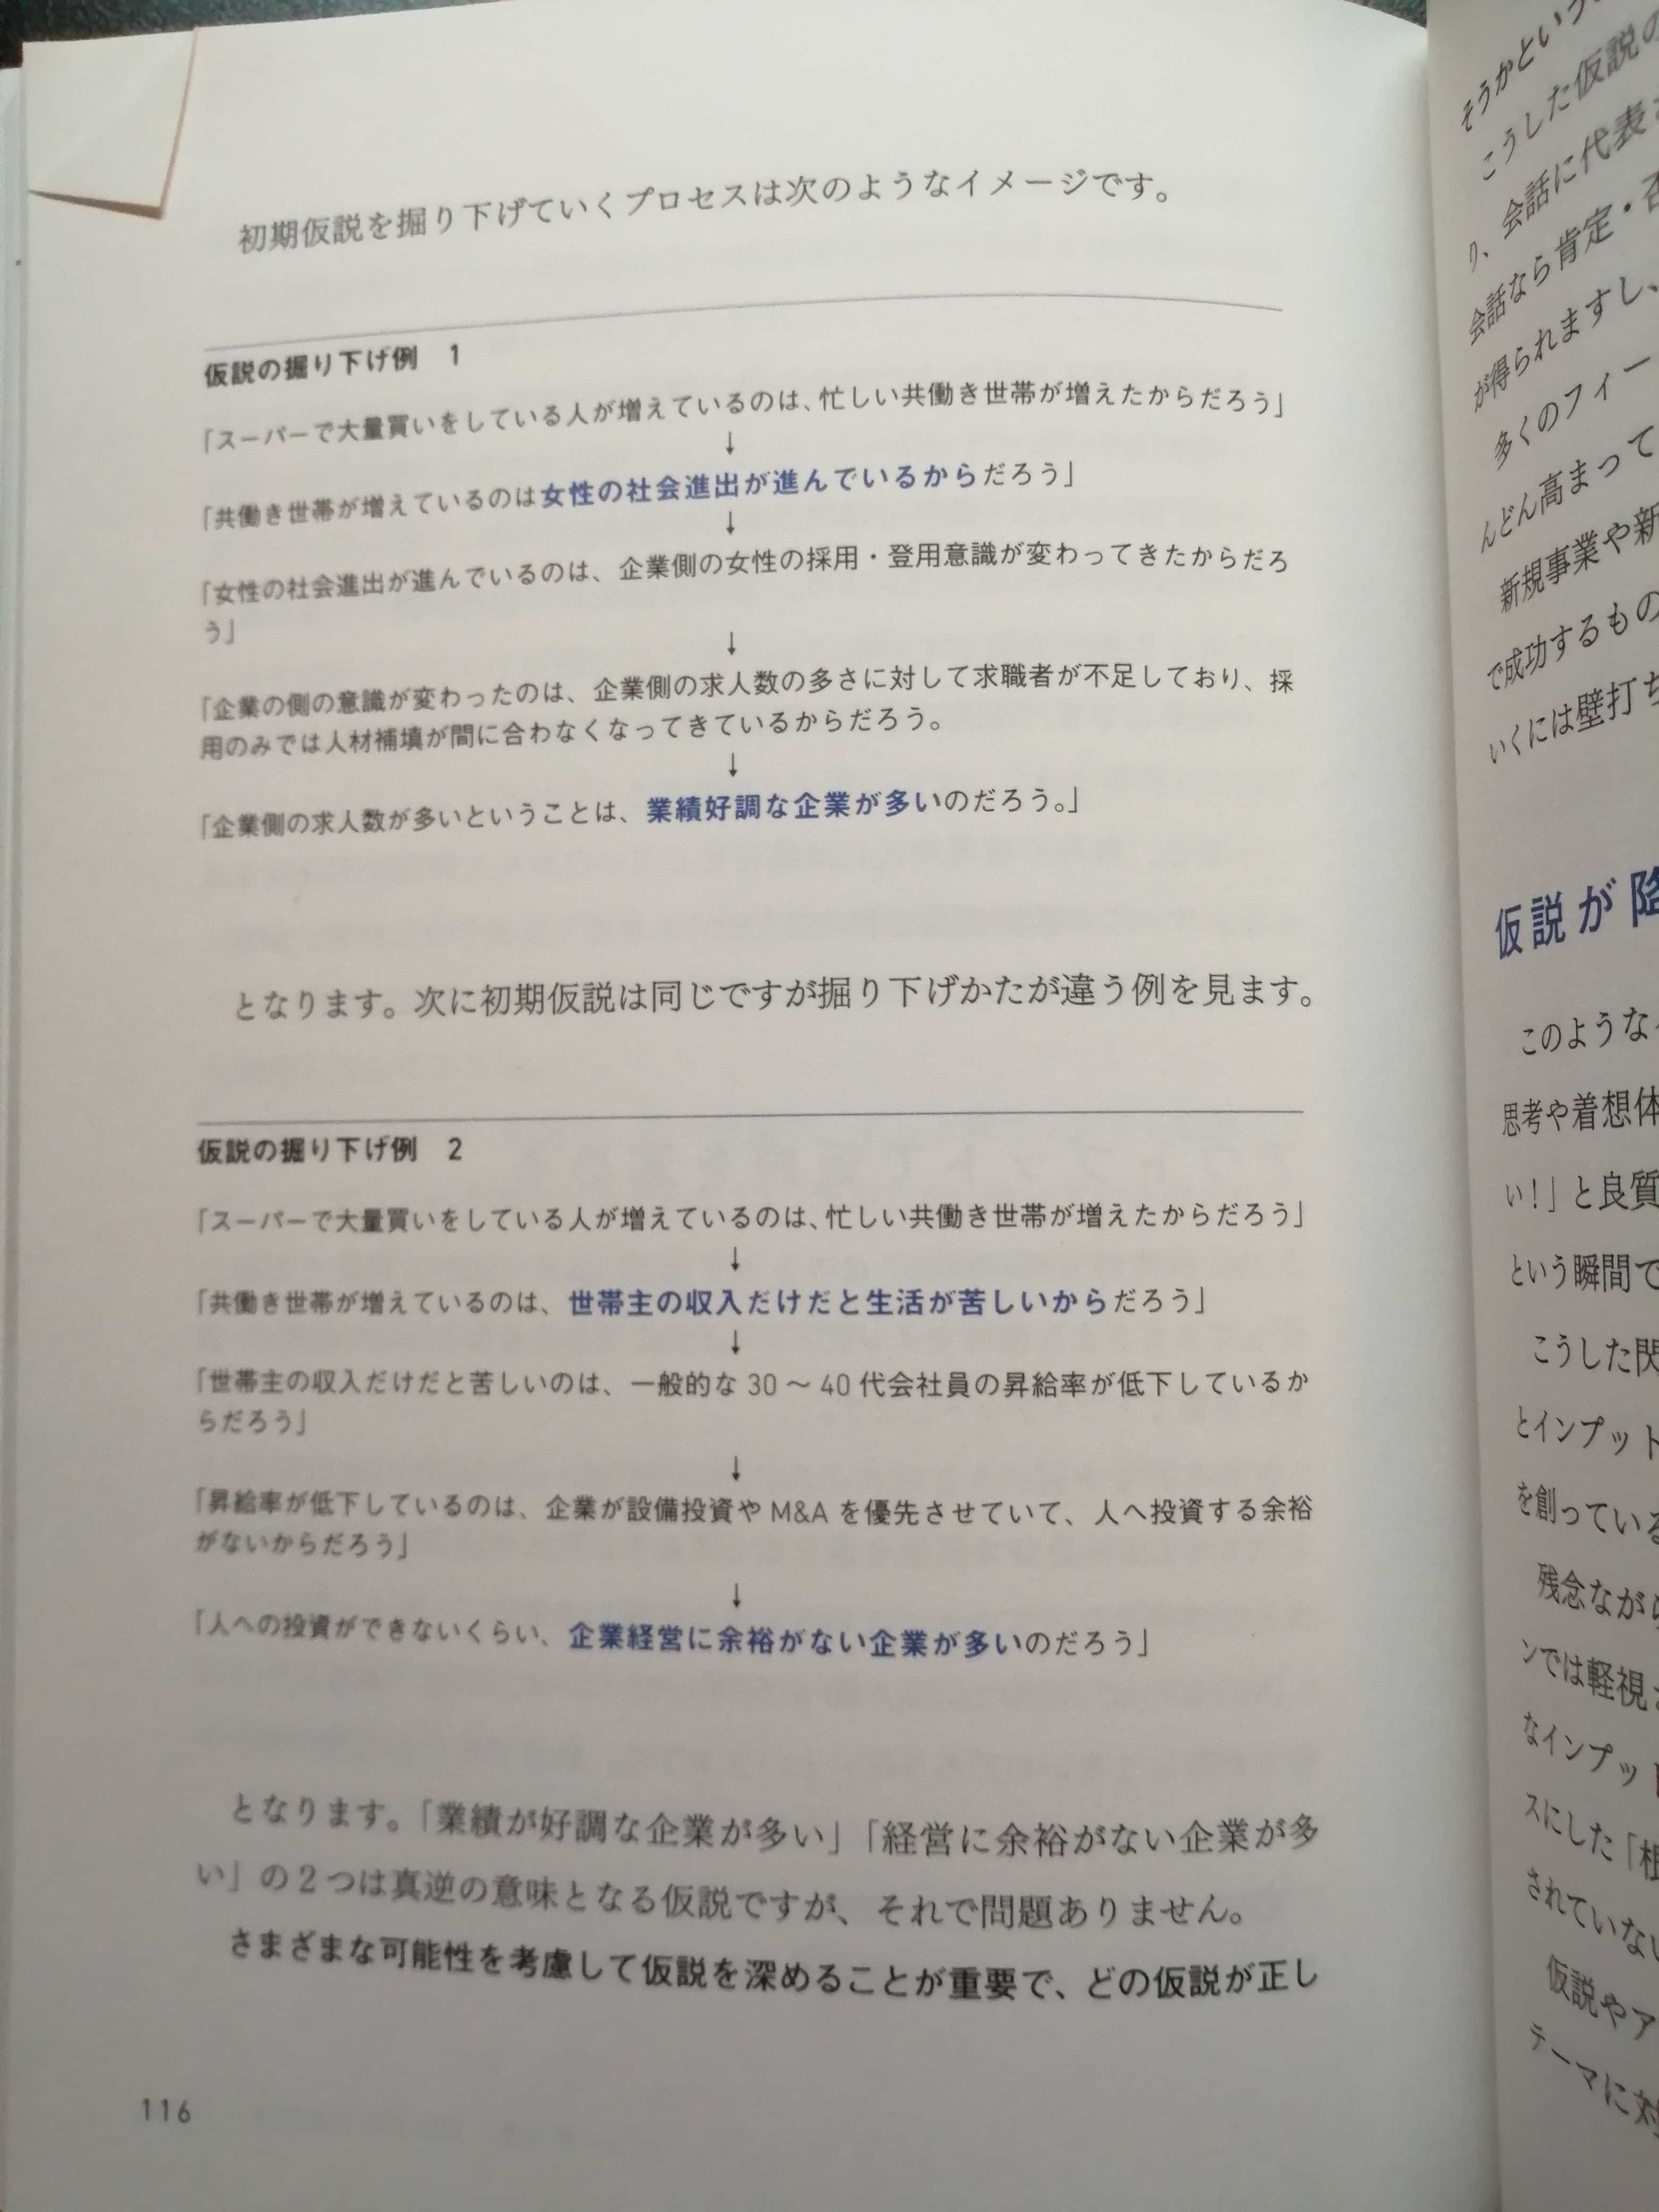 初期仮説を掘り下げていくプロセスは次のようなイメージです。
仮説の掘り下げ例 1
「スーパーで大量買いをしている人が増えているのは、忙しい共働き世帯が増えたからだろう」
↓
「共働き世帯が増えているのは女性の社会進出が進んでいるからだろう」
↓
「女性の社会進出が進んでいるのは、企業側の女性の採用・登用意識が変わってきたからだろ
う」
↓
「企業の側の意識が変わったのは、企業側の求人数の多さに対して求職者が不足しており、採
用のみでは人材補填が間に合わなくなってきているからだろう。
↓
「企業側の求人数が多いということは、業績好調な企業が多いのだろう。」
となります。次に初期仮説は同じですが掘り下げかたが違う例を見ます。
仮説の掘り下げ例 2
「スーパーで大量買いをしている人が増えているのは、忙しい共働き世帯が増えたからだろう」
↓
「共働き世帯が増えているのは、世帯主の収入だけだと生活が苦しいからだろう」
↓
「世帯主の収入だけだと苦しいのは、一般的な 30 ～ 40 代会社員の昇給率が低下しているか
らだろう」
↓
「昇給率が低下しているのは、企業が設備投資や M&A を優先させていて、人へ投資する余裕
がないからだろう」
↓
「人への投資ができないくらい、企業経営に余裕がない企業が多いのだろう」
となります。「業績が好調な企業が多い」「経営に余裕がない企業が多
い」の２つは真逆の意味となる仮説ですが、それで問題ありません。
さまざまな可能性を考慮して仮説を深めることが重要で、どの仮説が正し
116
そうかという
こうした仮説の
り、会話に代表
会話なら肯定・否
が得られますし、
多くのフィー
んどん高まって
新規事業や新
で成功するもの
いくには壁打ち
仮説が降
このような
思考や着想体
い！」と良質
という瞬間で
こうした閃
とインプット
を創っている
残念ながら
ンでは軽視
なインプット
スにした「
されていない
仮説やア
テーマに対